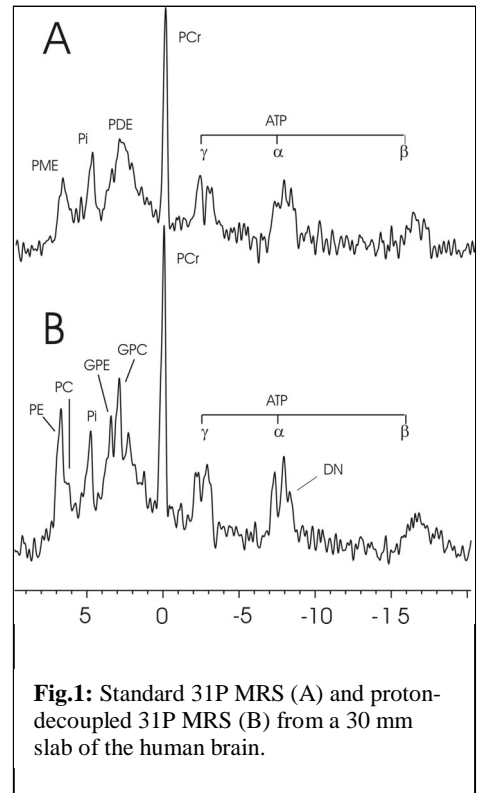 A
PCr
PDE
Pi
PME
ATP
γ α β
PCr
B
GPC
GPE
PC
PE
Pi
ATP
γ α β
DN
5 0 -5 -10 -15
Fig.1: Standard 31P MRS (A) and proton-
decoupled 31P MRS (B) from a 30 mm
slab of the human brain.